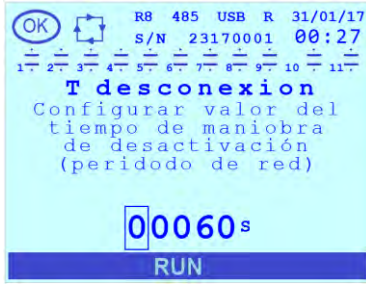 OK R8 485 USB R 31/01/17
S/N 23170001 00:27
1 2 3 4 5 6 7 8 9 10 11
T desconexion
Configurar valor del
tiempo de maniobra
de desactivación
(peridodo de red)
00060 s
RUN